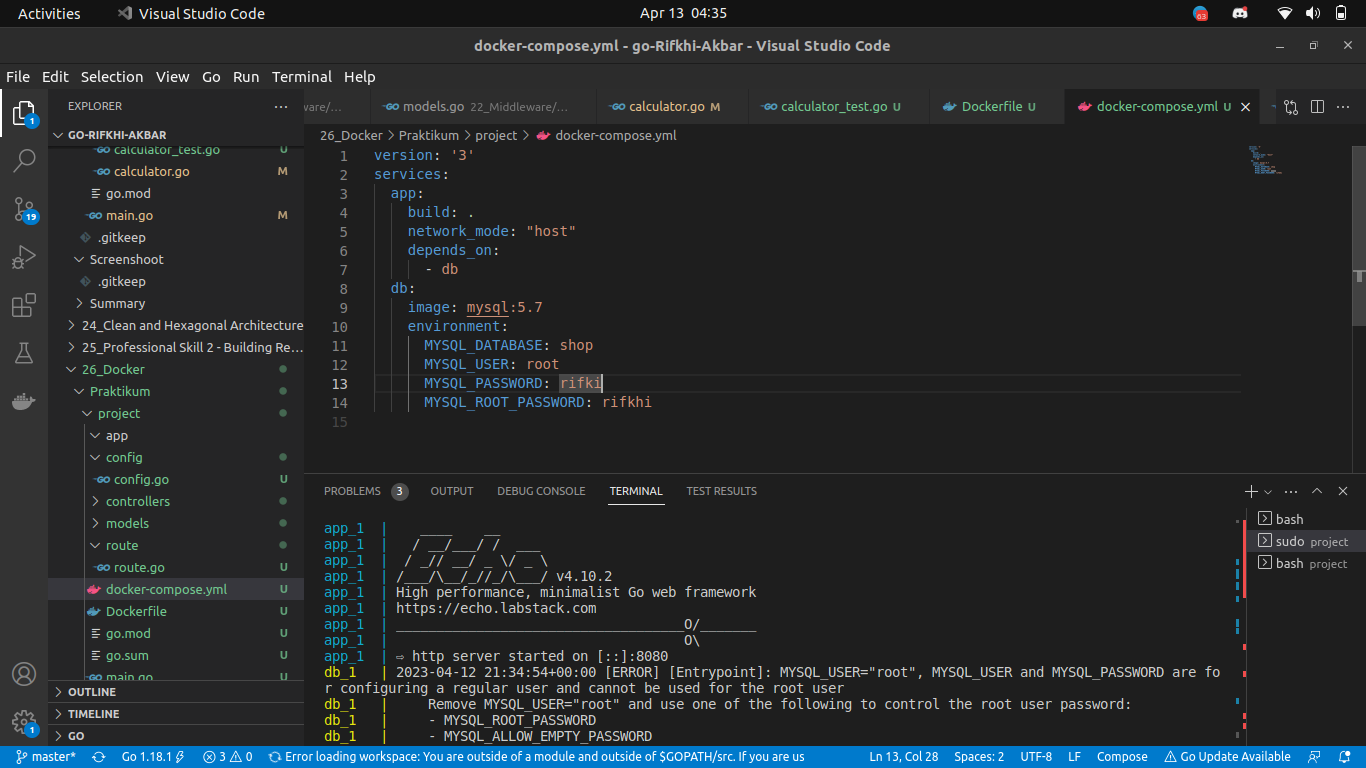 Activities Visual Studio Code Apr 13 04:35 63
docker-compose.yml - go-Rifkhi-Akbar - Visual Studio Code
File Edit Selection View Go Run Terminal Help
EXPLORER ···
ware/... models.go 22_Middleware/... calculator.go M calculator_test.go U Dockerfile U docker-compose.yml U
GO-RIFKHI-AKBAR
calculator_test.go U
calculator.go M
go.mod
main.go M
.gitkeep
Screenshoot
.gitkeep
Summary
24_Clean and Hexagonal Architecture
25_Professional Skill 2 - Building Re...
26_Docker
Praktikum
project
app
config
config.go U
controllers
models
route
route.go U
docker-compose.yml U
Dockerfile U
go.mod U
go.sum U
main.go U
OUTLINE
TIMELINE
GO
1
19
1
26_Docker > Praktikum > project > docker-compose.yml
1 version: '3'
2 services:
3 app:
4 build: .
5 network_mode: "host"
6 depends_on:
7 - db
8 db:
9 image: mysql:5.7
10 environment:
11 MYSQL_DATABASE: shop
12 MYSQL_USER: root
13 MYSQL_PASSWORD: rifki
14 MYSQL_ROOT_PASSWORD: rifkhi
15
PROBLEMS 3 OUTPUT DEBUG CONSOLE TERMINAL TEST RESULTS
app_1 | ____ __
app_1 | / __/___/ / ___
app_1 | / _// __/ _ \/ _ \
app_1 | /___/\__/_//_/\___/ v4.10.2
app_1 | High performance, minimalist Go web framework
app_1 | https://echo.labstack.com
app_1 | ____________________________________O/_______
app_1 | O\
app_1 | ⇨ http server started on [::]:8080
db_1 | 2023-04-12 21:34:54+00:00 [ERROR] [Entrypoint]: MYSQL_USER="root", MYSQL_USER and MYSQL_PASSWORD are fo
r configuring a regular user and cannot be used for the root user
db_1 | Remove MYSQL_USER="root" and use one of the following to control the root user password:
db_1 | - MYSQL_ROOT_PASSWORD
db_1 | - MYSQL_ALLOW_EMPTY_PASSWORD
bash
sudo project
bash project
master* Go 1.18.1 3 0 Error loading workspace: You are outside of a module and outside of $GOPATH/src. If you are us Ln 13, Col 28 Spaces: 2 UTF-8 LF Compose Go Update Available